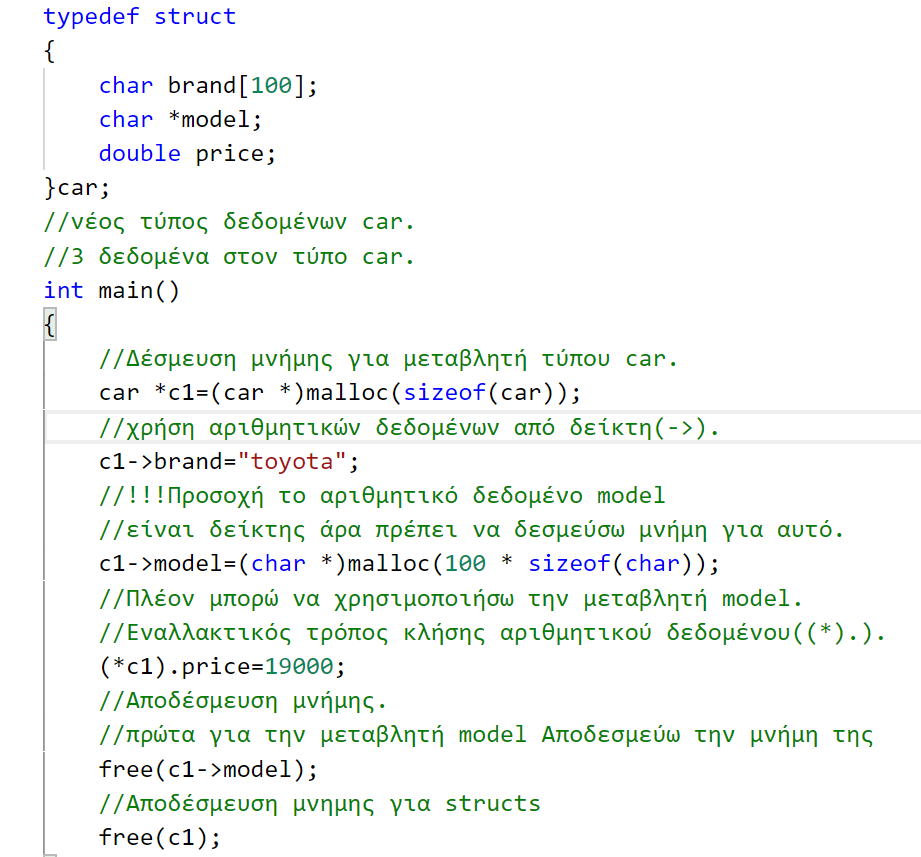 typedef struct
{
char brand[100];
char *model;
double price;
}car;
//νέος τύπος δεδομένων car.
//3 δεδομένα στον τύπο car.
int main()
{
//Δέσμευση μνήμης για μεταβλητή τύπου car.
car *c1=(car *)malloc(sizeof(car));
//χρήση αριθμητικών δεδομένων από δείκτη(->).
c1->brand="toyota";
//!!!Προσοχή το αριθμητικό δεδομένο model
//είναι δείκτης άρα πρέπει να δεσμεύσω μνήμη για αυτό.
c1->model=(char *)malloc(100 * sizeof(char));
//Πλέον μπορώ να χρησιμοποιήσω την μεταβλητή model.
//Εναλλακτικός τρόπος κλήσης αριθμητικού δεδομένου((*).).
(*c1).price=19000;
//Αποδέσμευση μνήμης.
//πρώτα για την μεταβλητή model Αποδεσμεύω την μνήμη της
free(c1->model);
//Αποδέσμευση μνημης για structs
free(c1);